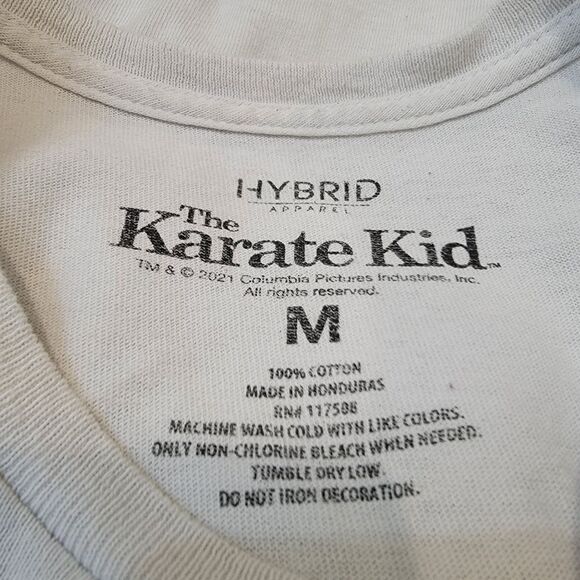 HYBRID
APPAREL
The
Karate Kid™
TM & © 2021 Columbia Pictures Industries, Inc.
All rights reserved.
M
100% COTTON
MADE IN HONDURAS
RN# 117588
MACHINE WASH COLD WITH LIKE COLORS.
ONLY NON-CHLORINE BLEACH WHEN NEEDED.
TUMBLE DRY LOW.
DO NOT IRON DECORATION.